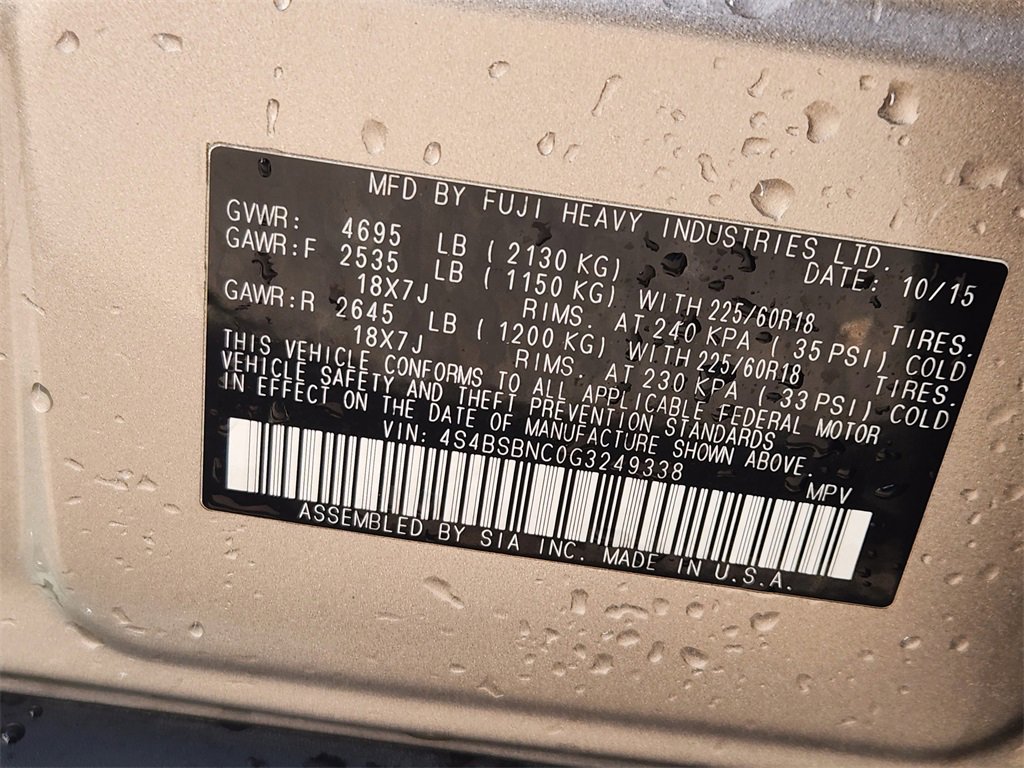 MFD BY FUJI HEAVY INDUSTRIES LTD.
DATE: 10/15
GVWR: 4695 LB ( 2130 KG)
GAWR:F 2535 LB ( 1150 KG) WITH 225/60R18 TIRES.
18X7J RIMS. AT 240 KPA ( 35 PSI) COLD
GAWR:R 2645 LB ( 1200 KG) WITH 225/60R18 TIRES.
18X7J RIMS. AT 230 KPA ( 33 PSI) COLD
THIS VEHICLE CONFORMS TO ALL APPLICABLE FEDERAL MOTOR
VEHICLE SAFETY AND THEFT PREVENTION STANDARDS
IN EFFECT ON THE DATE OF MANUFACTURE SHOWN ABOVE.
VIN: 4S4BSBNC0G3249338 MPV
ASSEMBLED BY SIA INC. MADE IN U.S.A.